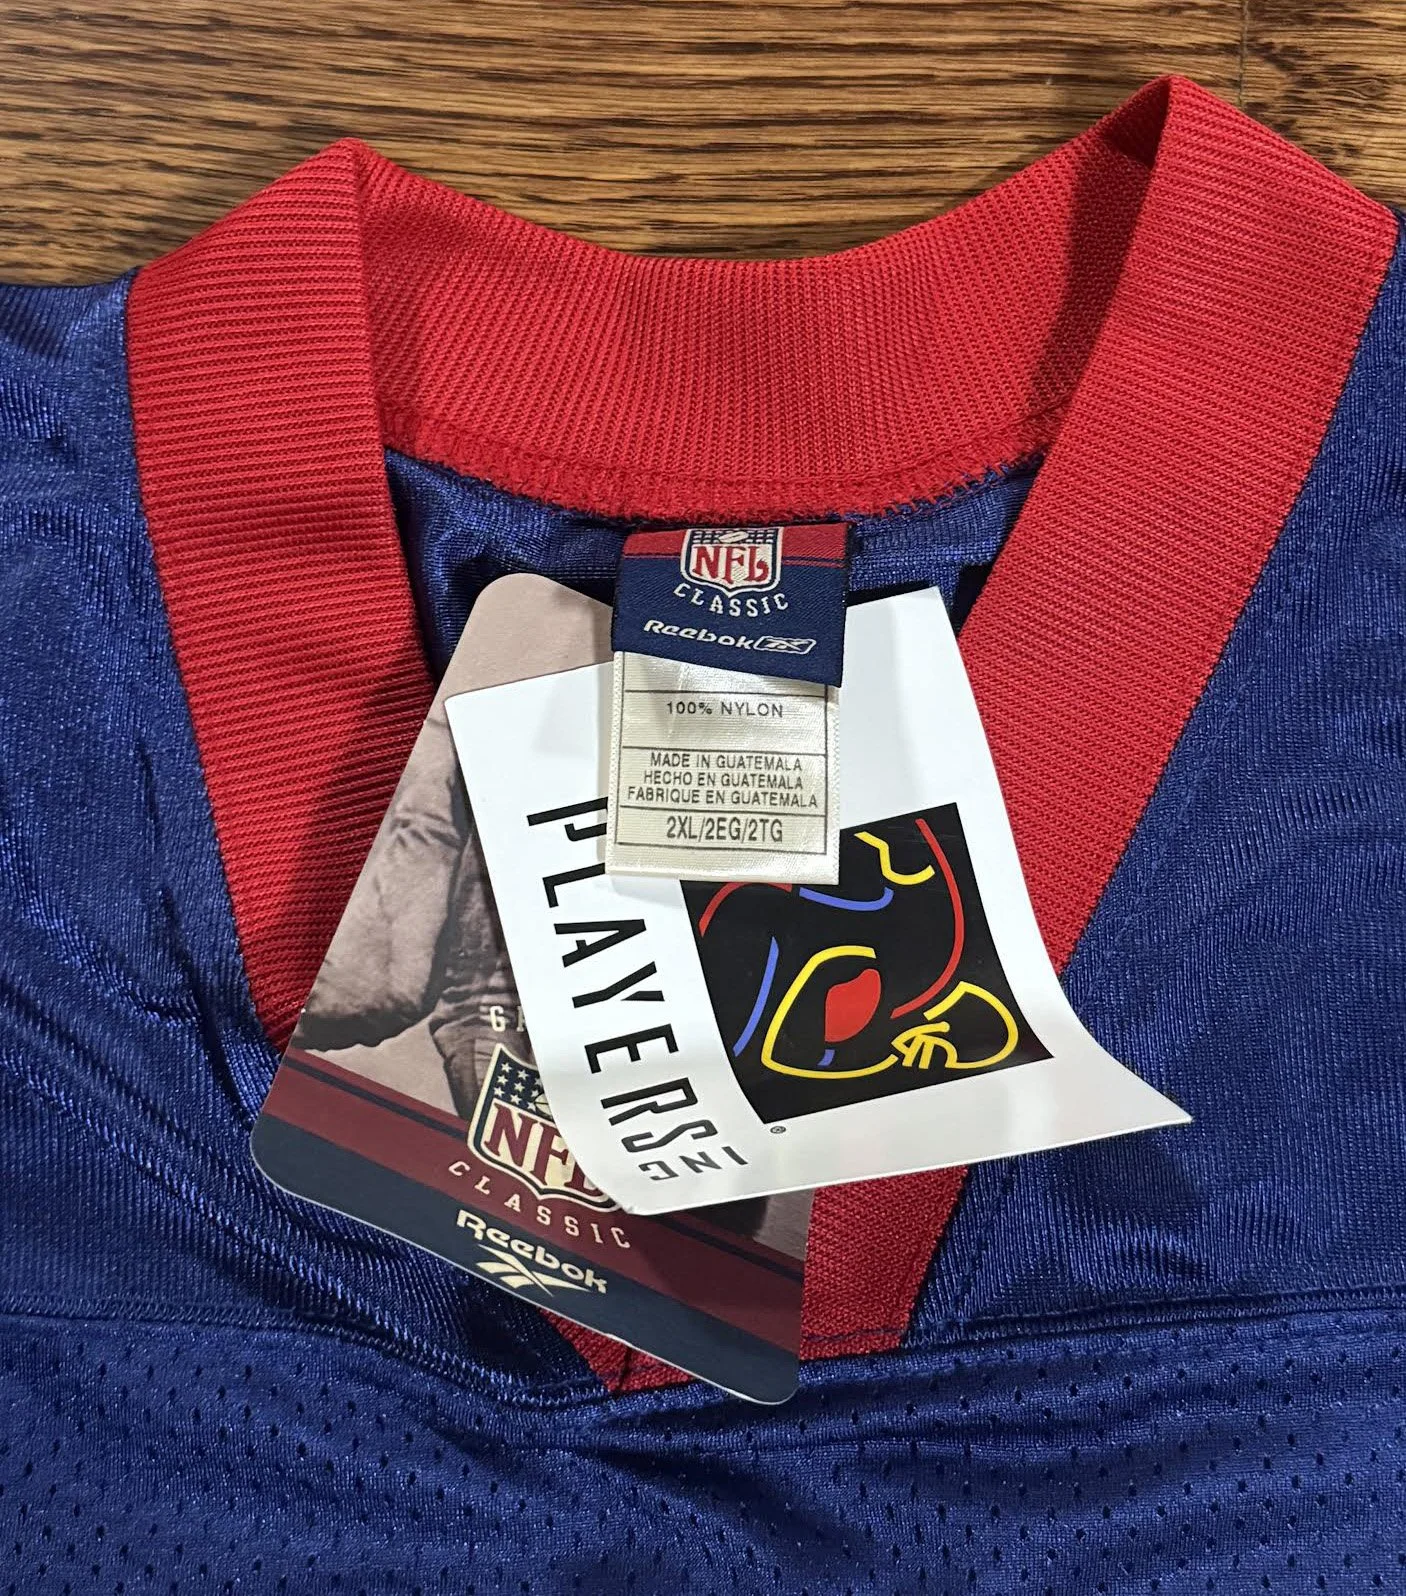 NFL
CLASSIC
Reebok
100% NYLON
MADE IN GUATEMALA
HECHO EN GUATEMALA
FABRIQUE EN GUATEMALA
2XL/2EG/2TG
PLAYERS
INC
®
NFL
CLASSIC
Reebok